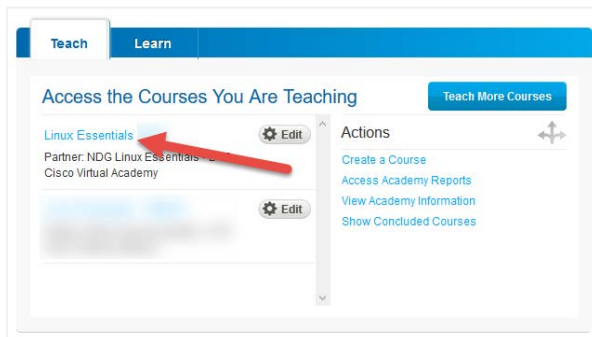 Teach
Learn
Access the Courses You Are Teaching
Teach More Courses
Linux Essentials
Edit
Partner: NDG Linux Essentials -
Cisco Virtual Academy
Edit
Actions
Create a Course
Access Academy Reports
View Academy Information
Show Concluded Courses